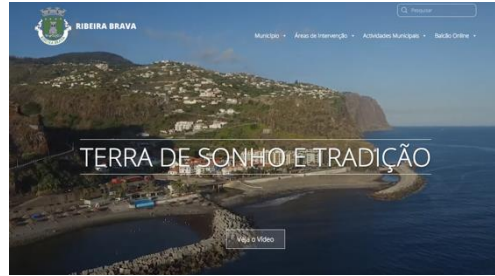 Pesquisar
RIBEIRA BRAVA
Município Áreas de Intervenção Actividades Municipais Balcão Online
TERRA DE SONHO E TRADIÇÃO
Veja o Vídeo